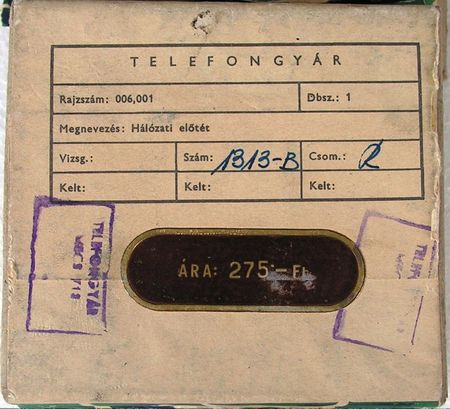 TELEFONGYÁR
Rajzszám: 006,001 Dbsz.: 1
Megnevezés: Hálózati előtét
Vizsg.: Szám: 1313-B Csom.: R
Kelt: Kelt: Kelt:
TELEFONGYÁR
ÁRA: 275.- Ft